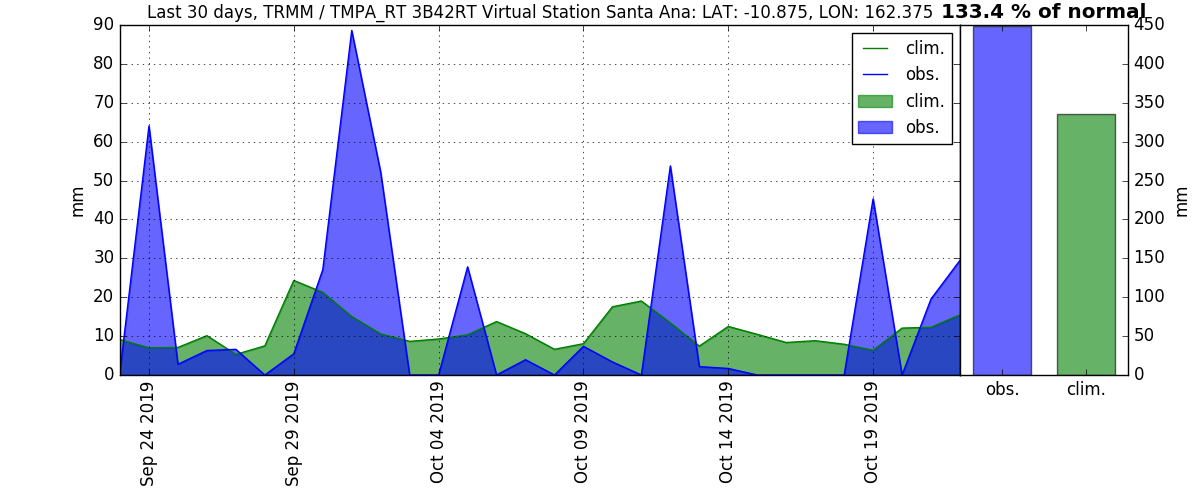 Last 30 days, TRMM / TMPA_RT 3B42RT Virtual Station Santa Ana: LAT: -10.875, LON: 162.375 133.4 % of normal
90
80
70
60
50
40
30
20
10
0
mm
clim.
obs.
clim.
obs.
Sep 24 2019
Sep 29 2019
Oct 04 2019
Oct 09 2019
Oct 14 2019
Oct 19 2019
450
400
350
300
250
200
150
100
50
0
mm
obs. clim.